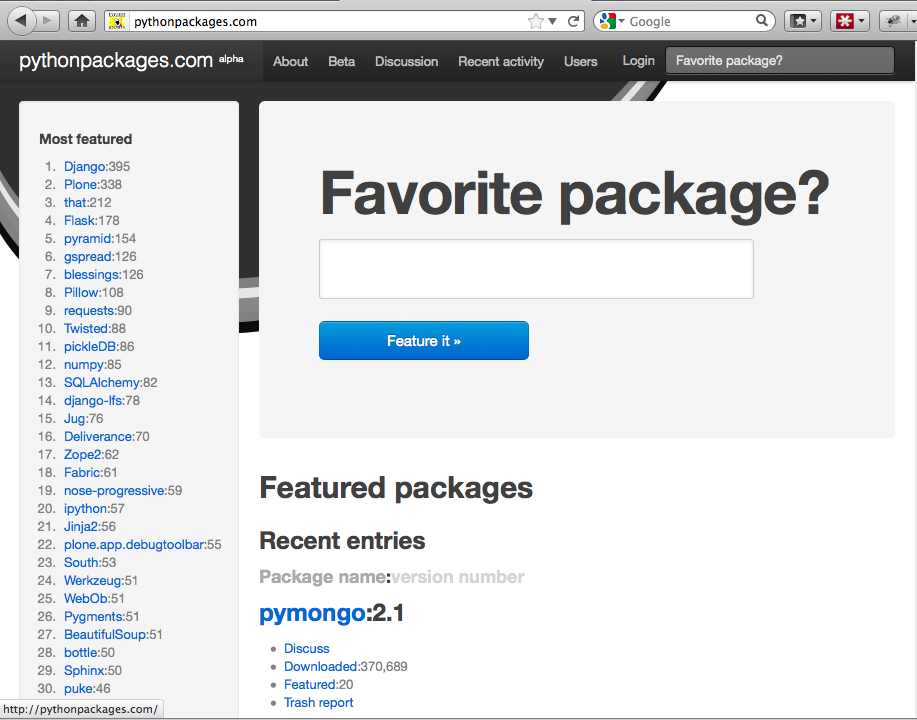 pythonpackages.com
Google
pythonpackages.com alpha
About Beta Discussion Recent activity Users Login Favorite package?
Most featured
1. Django:395
2. Plone:338
3. that:212
4. Flask:178
5. pyramid:154
6. gspread:126
7. blessings:126
8. Pillow:108
9. requests:90
10. Twisted:88
11. pickleDB:86
12. numpy:85
13. SQLAlchemy:82
14. django-lfs:78
15. Jug:76
16. Deliverance:70
17. Zope2:62
18. Fabric:61
19. nose-progressive:59
20. ipython:57
21. Jinja2:56
22. plone.app.debugtoolbar:55
23. South:53
24. Werkzeug:51
25. WebOb:51
26. Pygments:51
27. BeautifulSoup:51
28. bottle:50
29. Sphinx:50
30. puke:46
http://pythonpackages.com/
Favorite package?
Feature it »
Featured packages
Recent entries
Package name:version number
pymongo:2.1
• Discuss
• Downloaded:370,689
• Featured:20
• Trash report